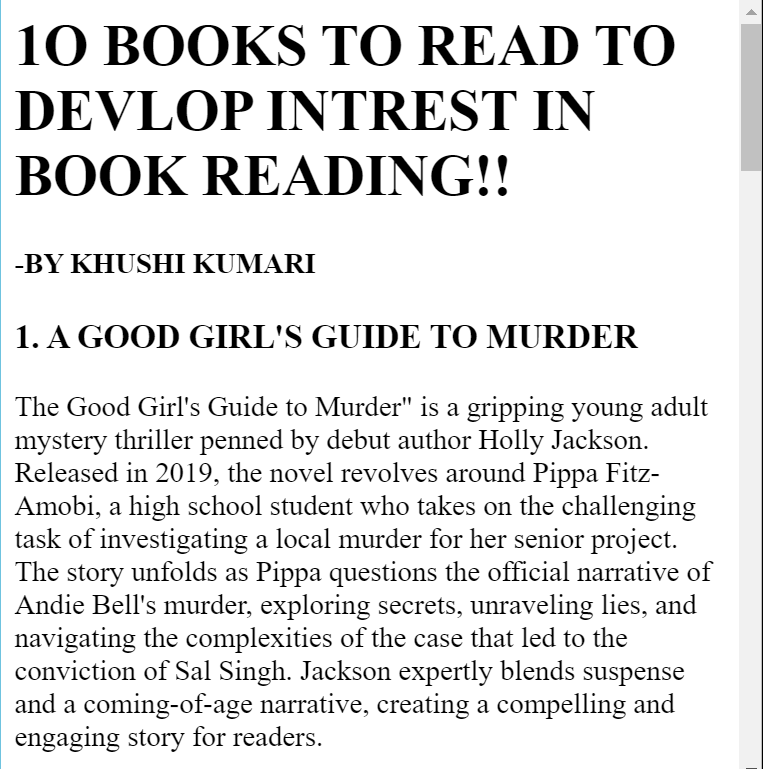 1O BOOKS TO READ TO
DEVLOP INTREST IN
BOOK READING!!
-BY KHUSHI KUMARI
1. A GOOD GIRL'S GUIDE TO MURDER
The Good Girl's Guide to Murder" is a gripping young adult
mystery thriller penned by debut author Holly Jackson.
Released in 2019, the novel revolves around Pippa Fitz-
Amobi, a high school student who takes on the challenging
task of investigating a local murder for her senior project.
The story unfolds as Pippa questions the official narrative of
Andie Bell's murder, exploring secrets, unraveling lies, and
navigating the complexities of the case that led to the
conviction of Sal Singh. Jackson expertly blends suspense
and a coming-of-age narrative, creating a compelling and
engaging story for readers.